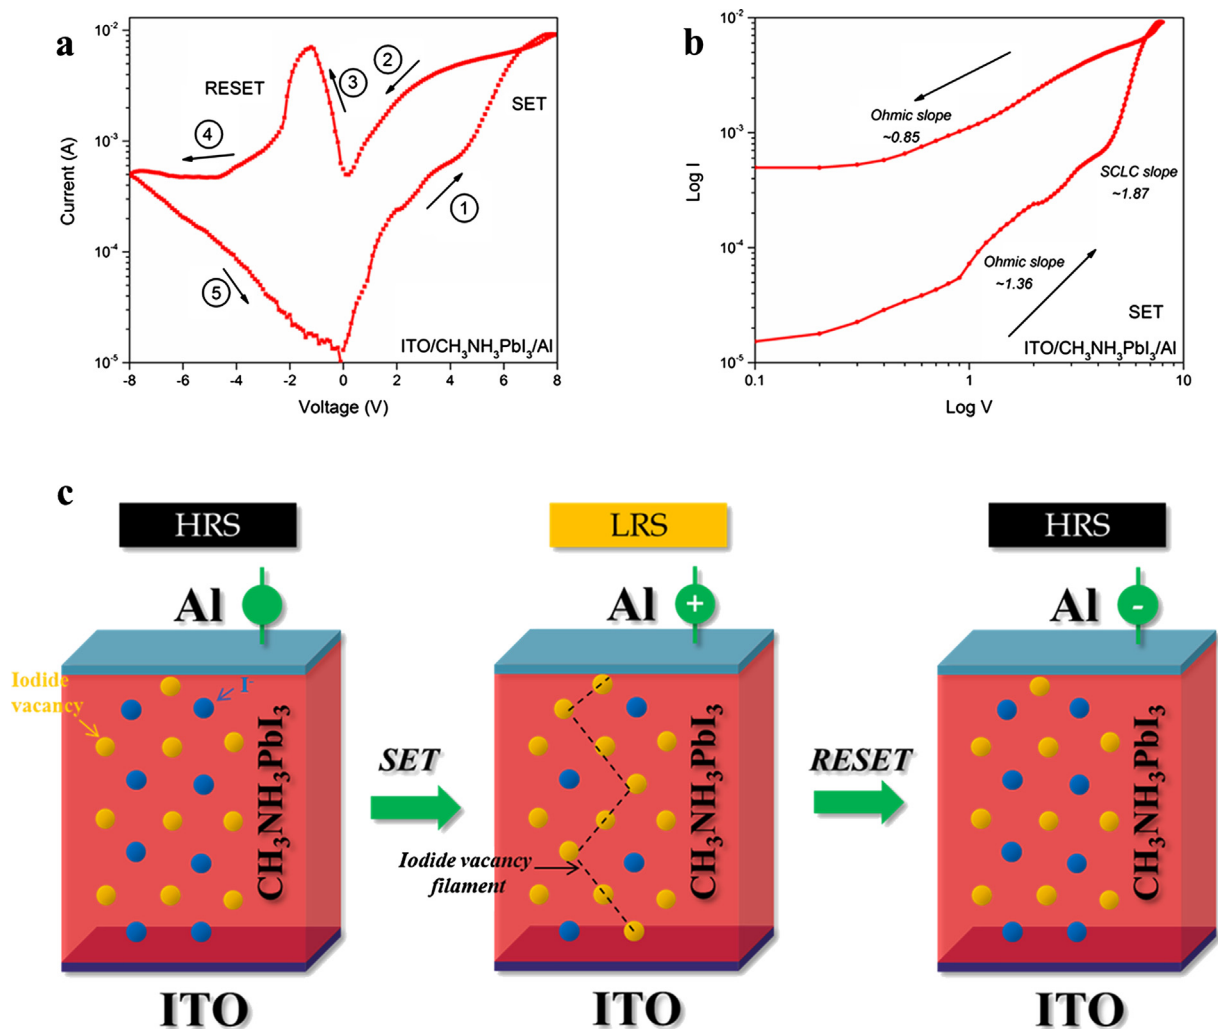 a
10⁻²
10⁻³
10⁻⁴
10⁻⁵
Current (A)
RESET
SET
①
②
③
④
⑤
ITO/CH₃NH₃PbI₃/Al
-8 -6 -4 -2 0 2 4 6 8
Voltage (V)
b
10⁻²
10⁻³
10⁻⁴
10⁻⁵
Log I
Ohmic slope
~0.85
SCLC slope
~1.87
Ohmic slope
~1.36
SET
ITO/CH₃NH₃PbI₃/Al
0.1 1 10
Log V
c
HRS
Al
Iodide
vacancy
I⁻
CH₃NH₃PbI₃
ITO
SET
LRS
Al
+
Iodide vacancy
filament
CH₃NH₃PbI₃
ITO
RESET
HRS
Al
-
CH₃NH₃PbI₃
ITO